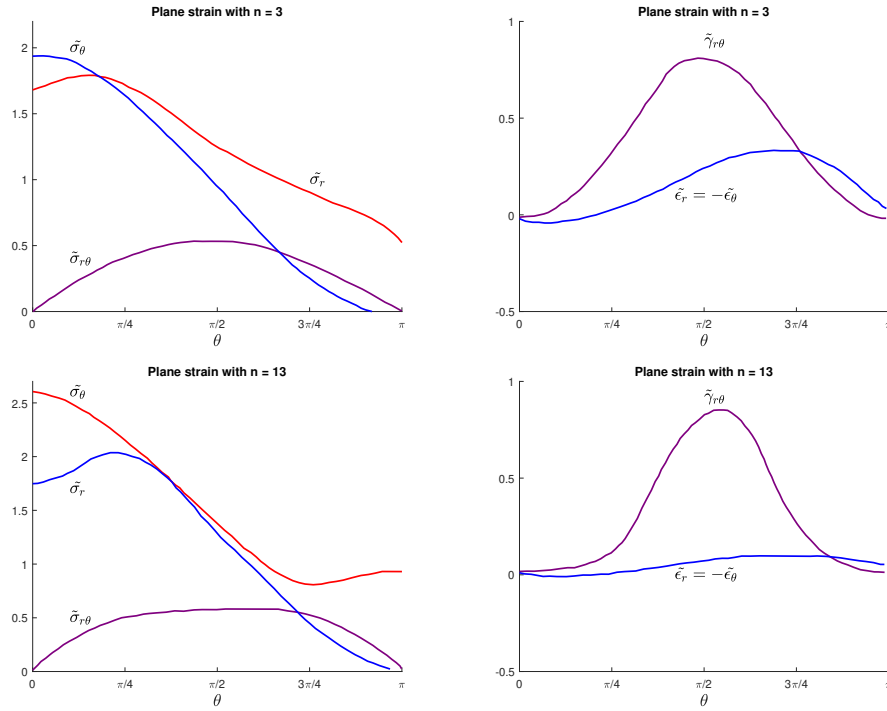 Plane strain with n = 3
2
1.5
1
0.5
0
σ̃_θ
σ̃_r
σ̃_rθ
0 π/4 π/2 3π/4 π
θ
Plane strain with n = 3
1
0.5
0
-0.5
γ̃_rθ
ϵ̃_r = −ϵ̃_θ
0 π/4 π/2 3π/4 π
θ
Plane strain with n = 13
2.5
2
1.5
1
0.5
0
σ̃_θ
σ̃_r
σ̃_rθ
0 π/4 π/2 3π/4 π
θ
Plane strain with n = 13
1
0.5
0
-0.5
γ̃_rθ
ϵ̃_r = −ϵ̃_θ
0 π/4 π/2 3π/4
θ